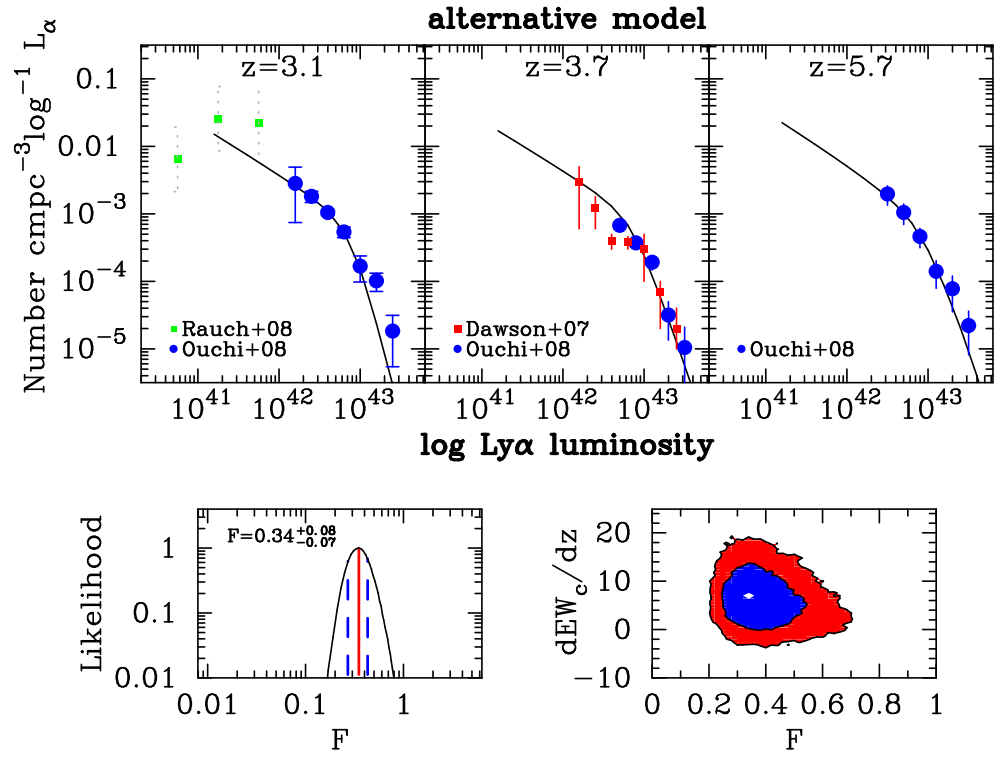 alternative model
Number cmpc⁻³log⁻¹ Lα
z=3.1
z=3.7
z=5.7
0.1
0.01
10⁻³
10⁻⁴
10⁻⁵
Rauch+08
Ouchi+08
Dawson+07
Ouchi+08
Ouchi+08
10⁴¹ 10⁴² 10⁴³
10⁴¹ 10⁴² 10⁴³
10⁴¹ 10⁴² 10⁴³
log Lyα luminosity
Likelihood
F=0.34+0.08−0.07
1
0.1
0.01
0.01 0.1 1
F
dEWc/dz
20
10
0
−10
0 0.2 0.4 0.6 0.8 1
F